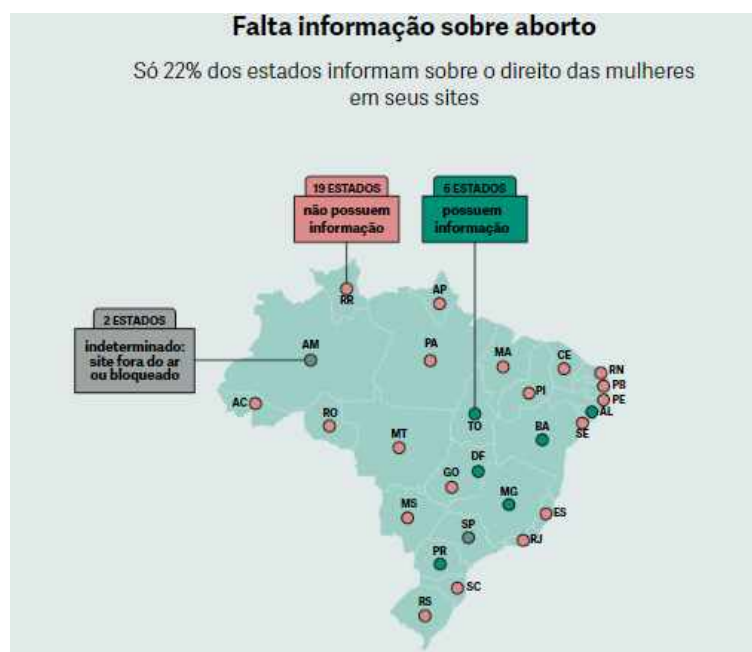 Falta informação sobre aborto
Só 22% dos estados informam sobre o direito das mulheres
em seus sites
19 ESTADOS
não possuem
informação
6 ESTADOS
possuem
informação
2 ESTADOS
indeterminado:
site fora do ar
ou bloqueado
RR
AP
AM
PA
MA
CE
RN
PB
PE
AL
SE
PI
AC
RO
TO
BA
MT
DF
GO
MG
ES
MS
SP
RJ
PR
SC
RS